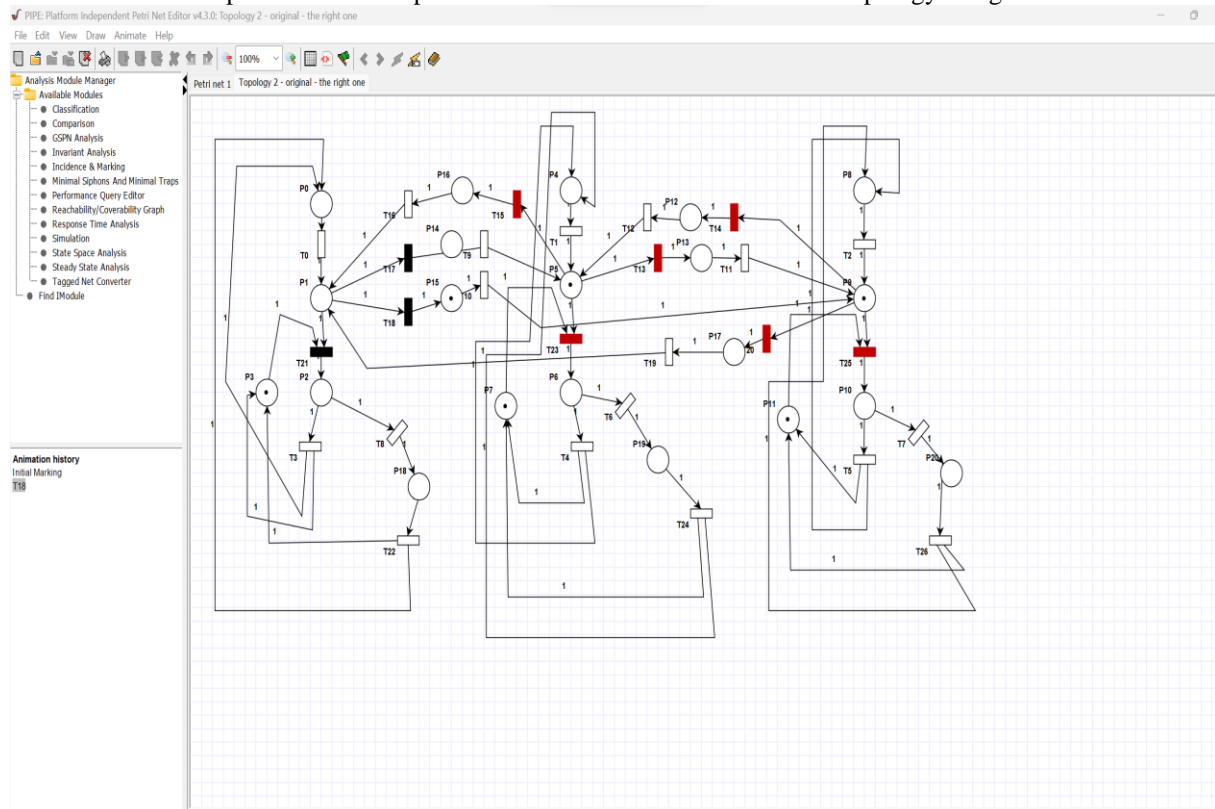 PIPE: Platform Independent Petri Net Editor v4.3.0: Topology 2 - original - the right one
File Edit View Draw Animate Help
100%
Analysis Module Manager
Available Modules
Classification
Comparison
GSPN Analysis
Invariant Analysis
Incidence & Marking
Minimal Siphons And Minimal Traps
Performance Query Editor
Reachability/Coverability Graph
Response Time Analysis
Simulation
State Space Analysis
Steady State Analysis
Tagged Net Converter
Find IModule
Petri net 1 Topology 2 - original - the right one
P0 P16 P4 P8
1 1 P12 1
T16 T15 T12 T14
P14 T1 P13 T2
T0 T17 T9 T13 T11
P1 P15 P5 P9
T18 10
P17
T21 T23 T19 20 T25
P3 P2 P7 P6 P11 P10
T8 T6 T7
T3 P18 T4 P19 T5 P20
T22 T24 T26
Animation history
Initial Marking
T18